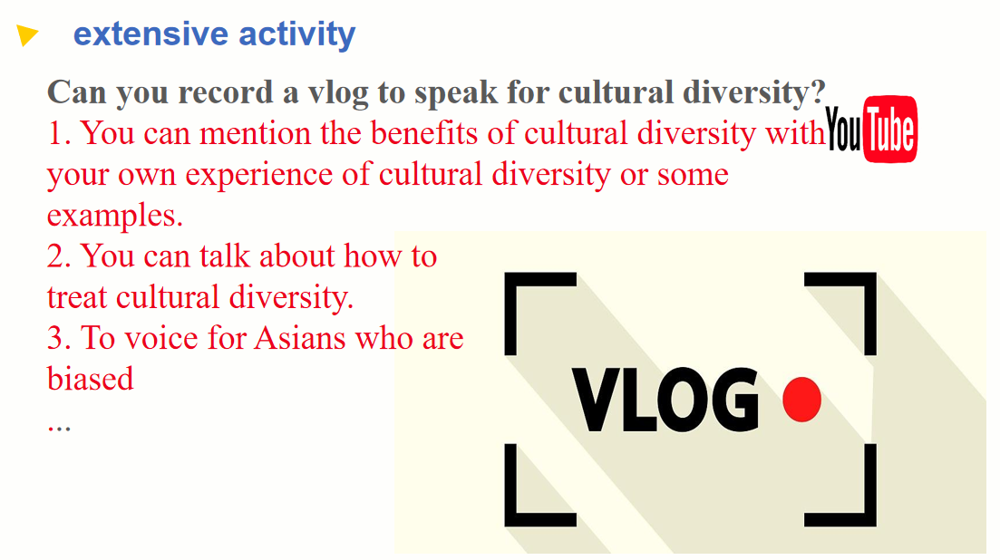 extensive activity
Can you record a vlog to speak for cultural diversity?
1. You can mention the benefits of cultural diversity with
YouTube
your own experience of cultural diversity or some
examples.
2. You can talk about how to
treat cultural diversity.
3. To voice for Asians who are
biased
...
VLOG